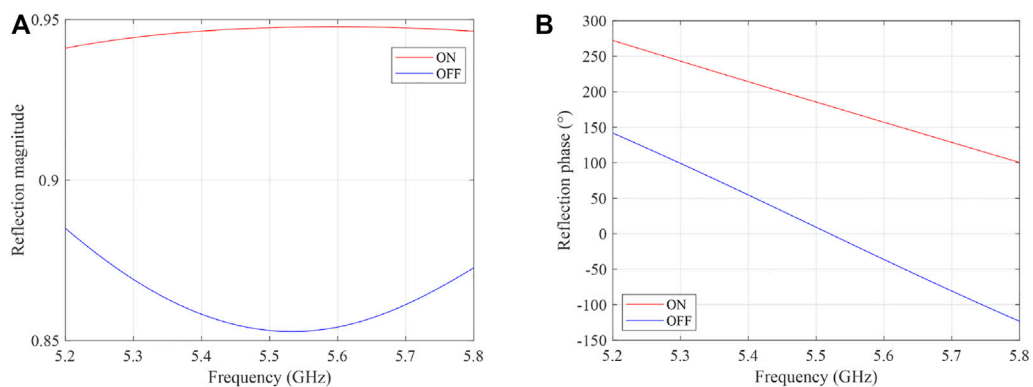 A
0.95
0.9
0.85
Reflection magnitude
ON
OFF
5.2 5.3 5.4 5.5 5.6 5.7 5.8
Frequency (GHz)
B
300
250
200
150
100
50
0
-50
-100
-150
Reflection phase (°)
ON
OFF
5.2 5.3 5.4 5.5 5.6 5.7 5.8
Frequency (GHz)